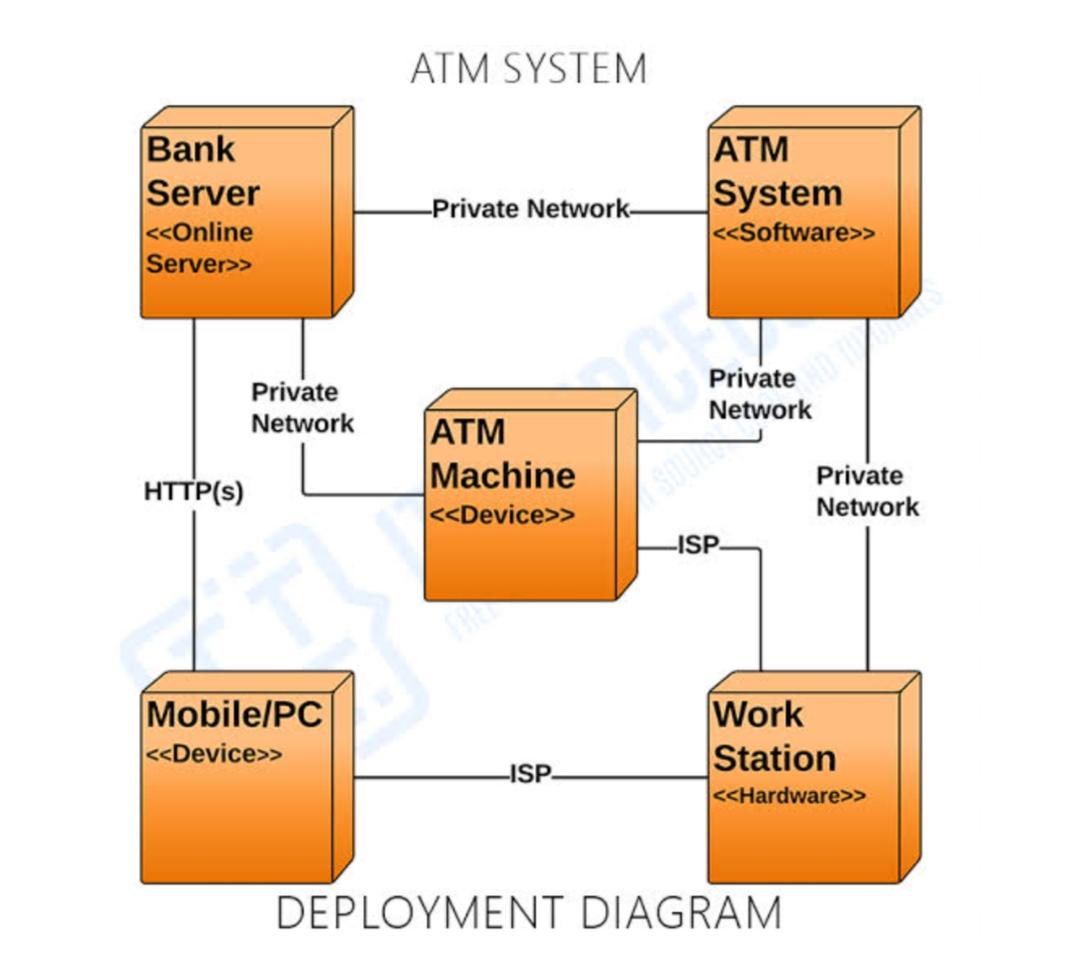 ATM SYSTEM
Bank
Server
<<Online
Server>>
Private Network
ATM
System
<<Software>>
Private
Network
ATM
Machine
<<Device>>
Private
Network
HTTP(s)
Private
Network
ISP
Mobile/PC
<<Device>>
ISP
Work
Station
<<Hardware>>
DEPLOYMENT DIAGRAM